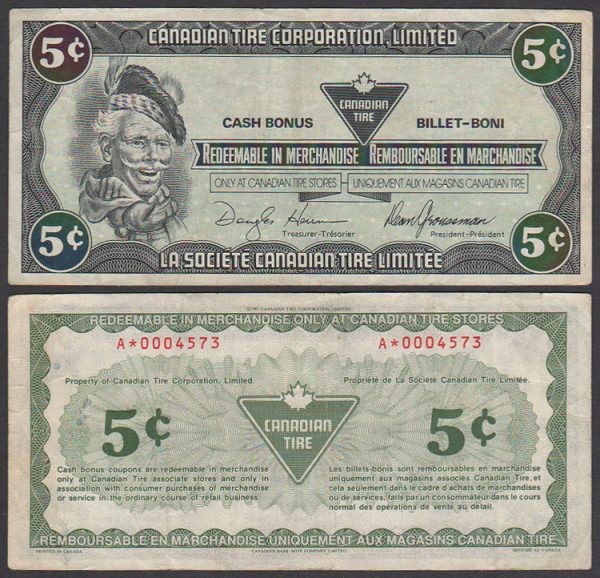 5¢ CANADIAN TIRE CORPORATION, LIMITED 5¢
CANADIAN
TIRE
CASH BONUS BILLET-BONI
REDEEMABLE IN MERCHANDISE REMBOURSABLE EN MARCHANDISE
ONLY AT CANADIAN TIRE STORES UNIQUEMENT AUX MAGASINS CANADIAN TIRE
Treasurer-Trésorier President-Président
5¢ LA SOCIÉTÉ CANADIAN TIRE LIMITÉE 5¢
CANADIAN TIRE CORPORATION, LIMITED
REDEEMABLE IN MERCHANDISE ONLY AT CANADIAN TIRE STORES
A*0004573 A*0004573
Property of Canadian Tire Corporation, Limited. Propriété de La Société Canadian Tire Limitée.
5¢ CANADIAN 5¢
TIRE
Cash bonus coupons are redeemable in merchandise
only at Canadian Tire associate stores and only in
association with consumer purchases of merchandise
or service in the ordinary course of retail business.
Les billets-bonis sont remboursables en marchandise
uniquement aux magasins associés Canadian Tire, et
cela seulement dans le cadre d'achats de marchandises
ou de services, faits par un consommateur dans le cours
normal des opérations de vente au détail.
REMBOURSABLE EN MARCHANDISE UNIQUEMENT AUX MAGASINS CANADIAN TIRE
PRINTED IN CANADA CANADIAN BANK NOTE COMPANY LIMITED IMPRIMÉ AU CANADA